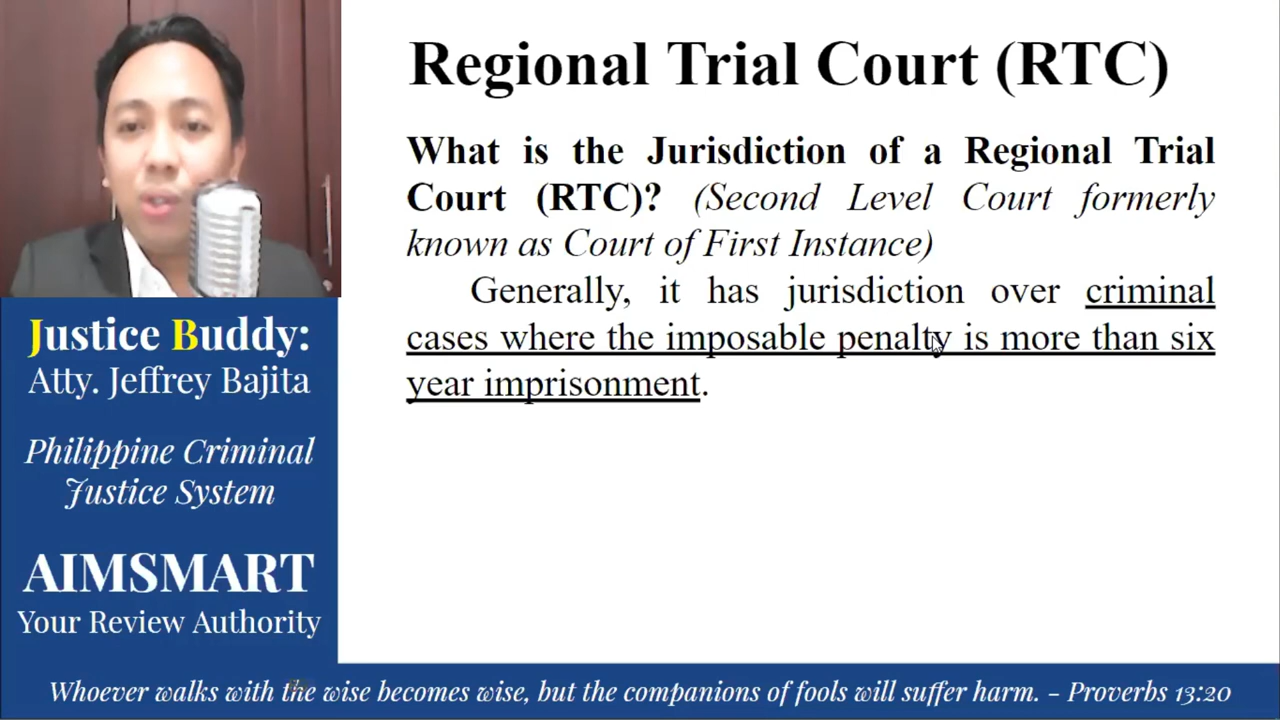 Regional Trial Court (RTC)
What is the Jurisdiction of a Regional Trial
Court (RTC)? (Second Level Court formerly
known as Court of First Instance)
Generally, it has jurisdiction over criminal
cases where the imposable penalty is more than six
year imprisonment.
Justice Buddy:
Atty. Jeffrey Bajita
Philippine Criminal
Justice System
AIMSMART
Your Review Authority
Whoever walks with the wise becomes wise, but the companions of fools will suffer harm. – Proverbs 13:20